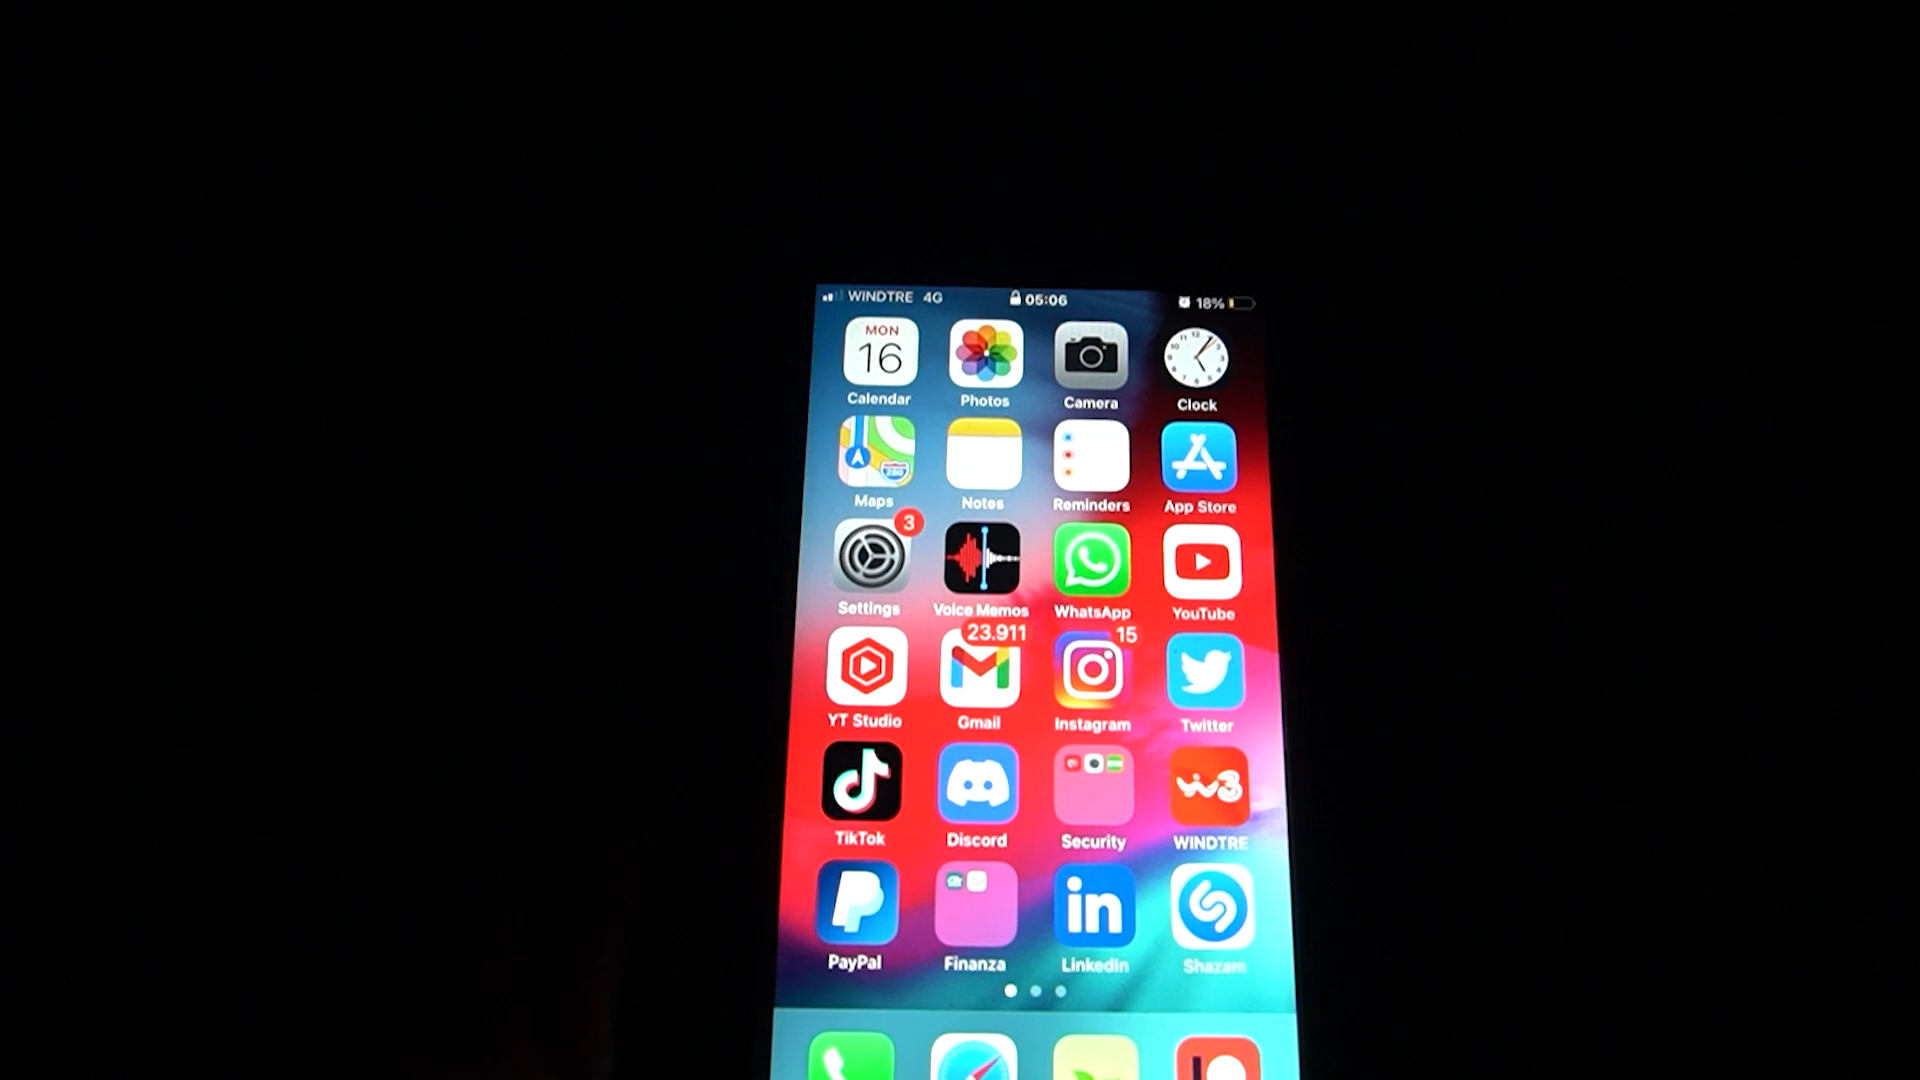 WINDTRE 4G 05:06 18%
MON
16
Calendar Photos Camera Clock
Maps Notes Reminders App Store
3
Settings Voice Memos WhatsApp YouTube
23.911 15
YT Studio Gmail Instagram Twitter
W3
TikTok Discord Security WINDTRE
in
PayPal Finanza LinkedIn Shazam